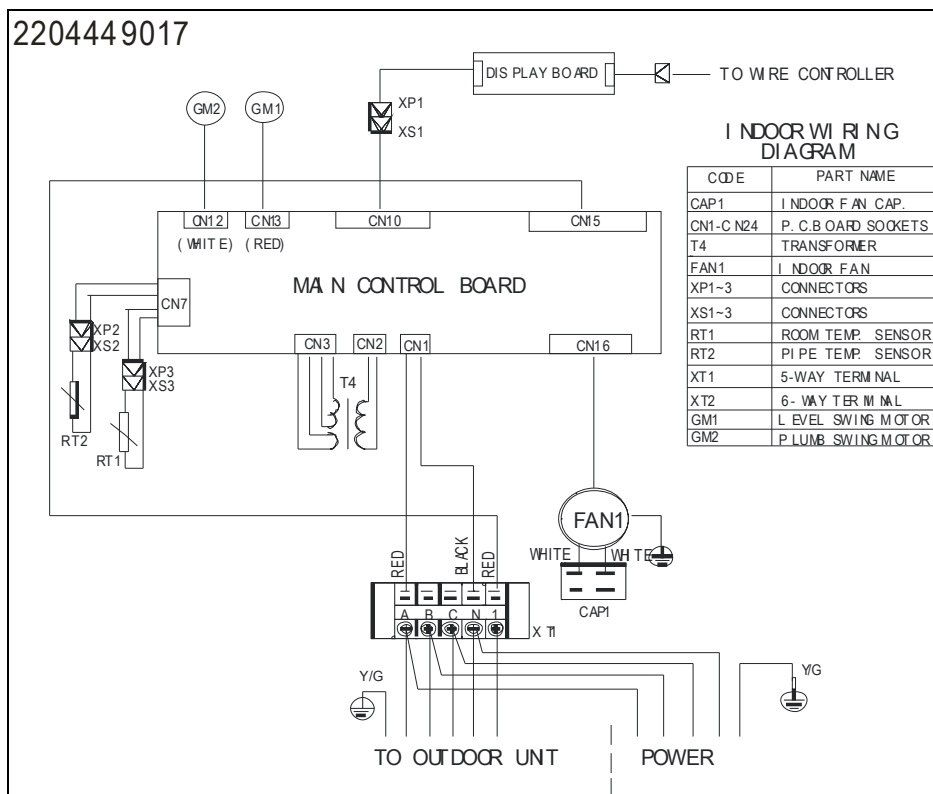 2204449017
DISPLAY BOARD
TO WIRE CONTROLLER
XP1
XS1
GM2
GM1
INDOOR WIRING
DIAGRAM
CODE PART NAME
CAP1 INDOOR FAN CAP.
CN1-CN24 P.C.BOARD SOCKETS
T4 TRANSFORMER
FAN1 INDOOR FAN
XP1~3 CONNECTORS
XS1~3 CONNECTORS
RT1 ROOM TEMP. SENSOR
RT2 PIPE TEMP. SENSOR
XT1 5-WAY TERMINAL
XT2 6-WAY TERMINAL
GM1 LEVEL SWING MOTOR
GM2 PLUMB SWING MOTOR
CN12 CN13 CN10 CN15
(WHITE) (RED)
MAIN CONTROL BOARD
CN7
XP2
XS2
XP3
XS3
RT2
RT1
CN3 CN2 CN1 CN16
T4
FAN1
WHITE WHITE
CAP1
RED BLACK RED
A B C N 1
XT1
Y/G
Y/G
TO OUTDOOR UNIT
POWER